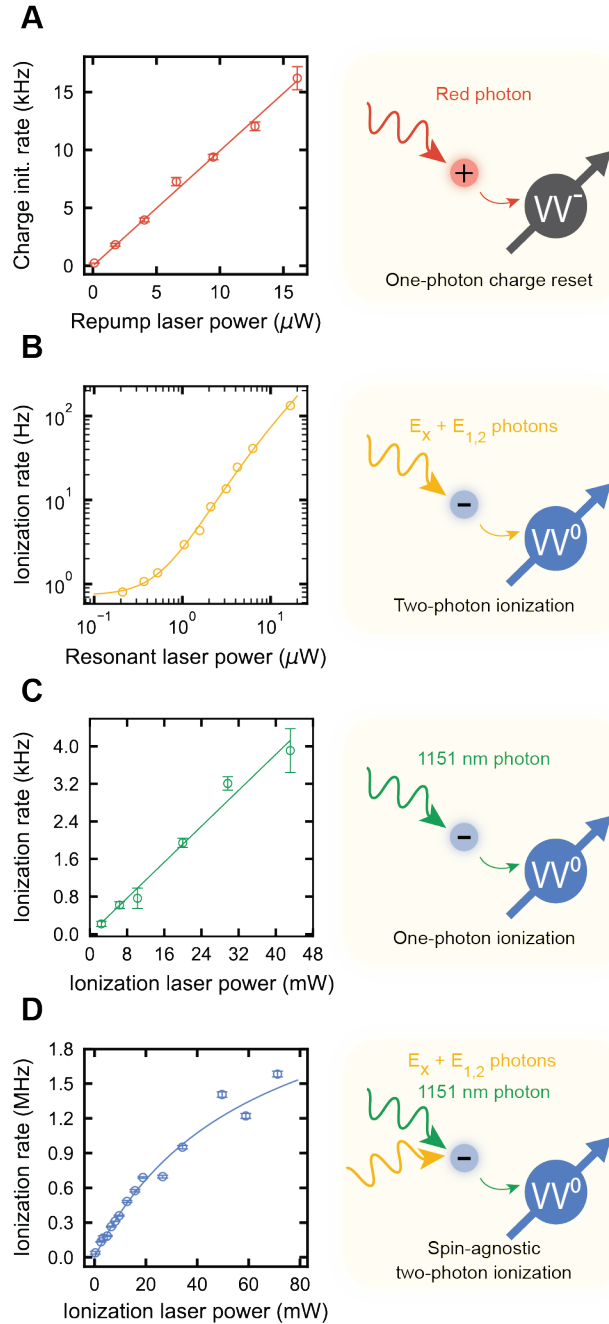 A
Charge init. rate (kHz)
15
10
5
0
0 5 10 15
Repump laser power (μW)
Red photon
+
VV⁻
One-photon charge reset
B
Ionization rate (Hz)
10²
10¹
10⁰
10⁻¹ 10⁰ 10¹
Resonant laser power (μW)
Eₓ + E₁,₂ photons
-
VV⁰
Two-photon ionization
C
Ionization rate (kHz)
4.0
3.2
2.4
1.6
0.8
0.0
0 8 16 24 32 40 48
Ionization laser power (mW)
1151 nm photon
-
VV⁰
One-photon ionization
D
Ionization rate (MHz)
1.8
1.5
1.2
0.9
0.6
0.3
0.0
0 20 40 60 80
Ionization laser power (mW)
Eₓ + E₁,₂ photons
1151 nm photon
-
VV⁰
Spin-agnostic
two-photon ionization